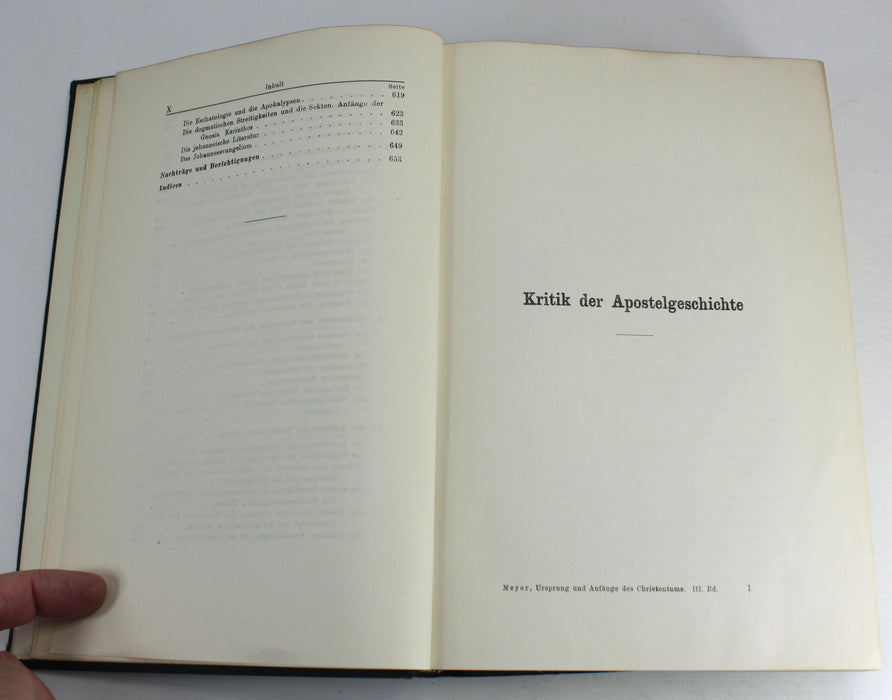 X Inhalt
Seite
Die Eschatologie und die Apokalypsen . . . . . . . . . . 619
Die dogmatischen Streitigkeiten und die Sekten. Anfänge der
Gnosis. Kerinthos . . . . . . . . . . 623
Die johanneische Literatur . . . . . . . . . . 633
Das Johannesevangelium . . . . . . . . . . 642
Nachträge und Berichtigungen . . . . . . . . . . 649
Indices . . . . . . . . . . 653
Kritik der Apostelgeschichte
Meyer, Ursprung und Anfänge des Christentums. III. Bd. 1